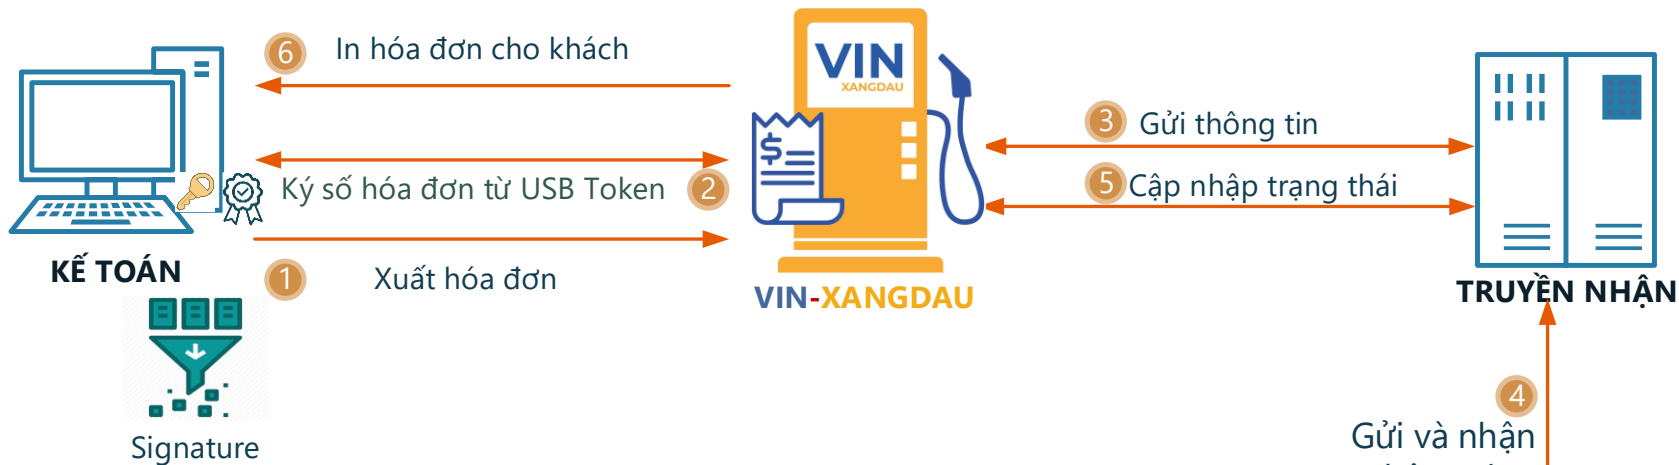 6 In hóa đơn cho khách
VIN
XANGDAU
3 Gửi thông tin
Ký số hóa đơn từ USB Token 2
5 Cập nhập trạng thái
KẾ TOÁN
1 Xuất hóa đơn
VIN-XANGDAU
TRUYỀN NHẬN
4
Gửi và nhận
Signature